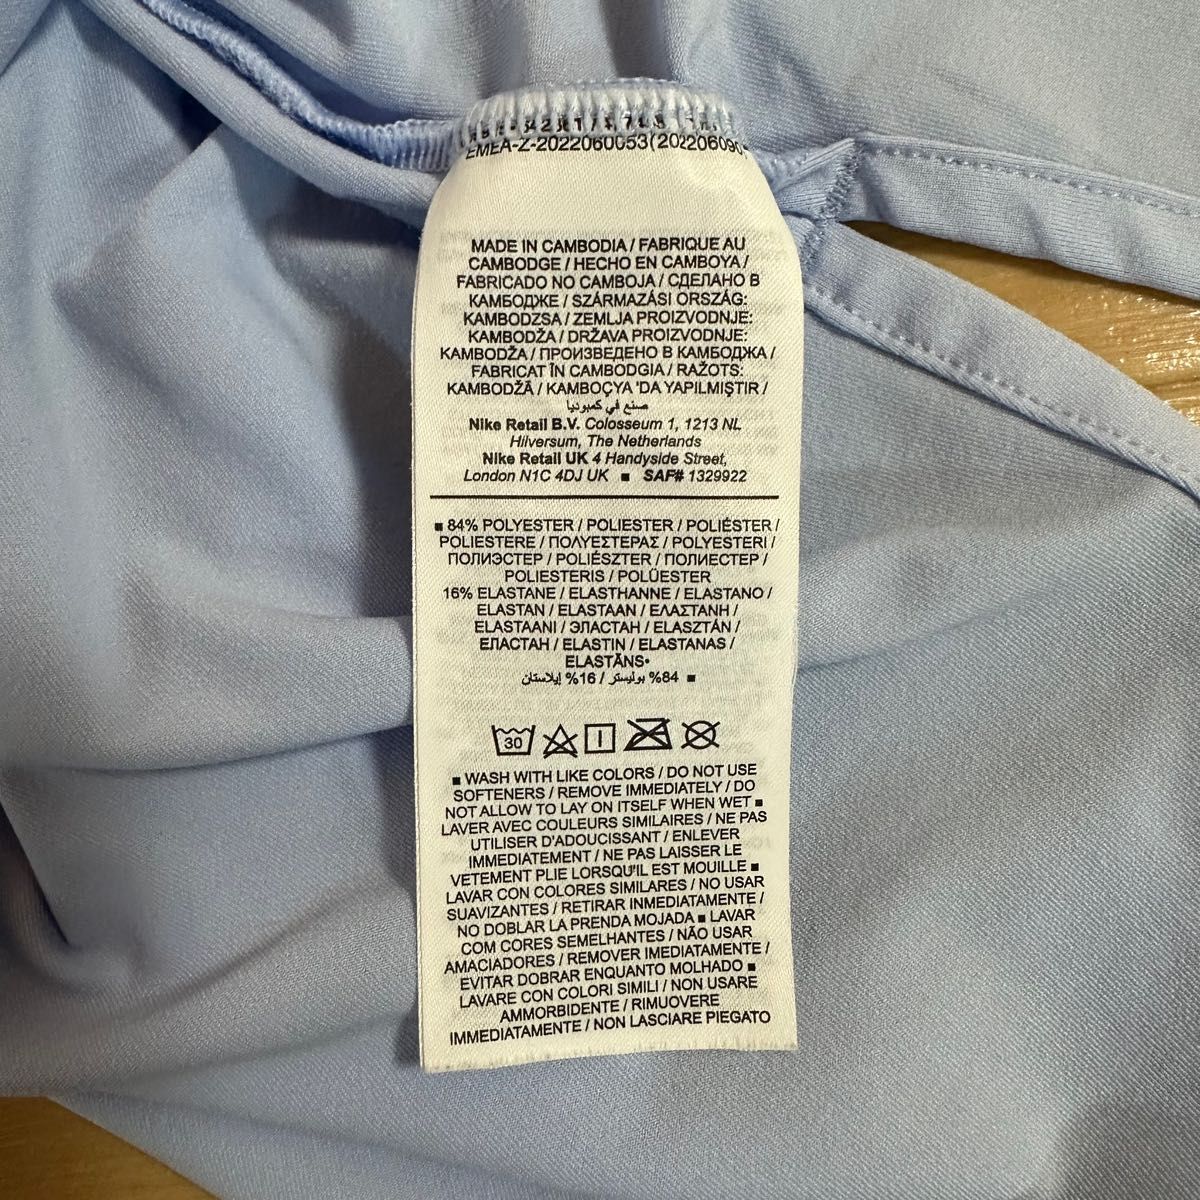 EMEA-Z-2022060053(202206090
MADE IN CAMBODIA / FABRIQUE AU
CAMBODGE / HECHO EN CAMBOYA /
FABRICADO NO CAMBOJA / СДЕЛАНО В
КАМБОДЖЕ / SZÁRMAZÁSI ORSZÁG:
KAMBODZSA / ZEMLJA PROIZVODNJE:
KAMBODŽA / DRŽAVA PROIZVODNJE:
KAMBODŽA / ПРОИЗВЕДЕНО В КАМБОДЖА /
FABRICAT ÎN CAMBODGIA / RAŽOTS:
KAMBODŽĀ / KAMBOÇYA 'DA YAPILMIŞTIR /
صنع في كمبوديا
Nike Retail B.V. Colosseum 1, 1213 NL
Hilversum, The Netherlands
Nike Retail UK 4 Handyside Street,
London N1C 4DJ UK ■ SAF# 1329922
■ 84% POLYESTER / POLIESTER / POLIÉSTER /
POLIESTERE / ΠΟΛΥΕΣΤΕΡΑΣ / POLYESTERI /
ПОЛИЭСТЕР / POLIÉSZTER / ПОЛИЕСТЕР /
POLIESTERIS / POLÜESTER
16% ELASTANE / ELASTHANNE / ELASTANO /
ELASTAN / ELASTAAN / ΕΛΑΣΤΑΝΗ /
ELASTAANI / ЭЛАСТАН / ELASZTÁN /
ЕЛАСТАН / ELASTIN / ELASTANAS /
ELASTĀNS•
■ 84% بوليستر / 16% إيلاستان
30
■ WASH WITH LIKE COLORS / DO NOT USE
SOFTENERS / REMOVE IMMEDIATELY / DO
NOT ALLOW TO LAY ON ITSELF WHEN WET ■
LAVER AVEC COULEURS SIMILAIRES / NE PAS
UTILISER D'ADOUCISSANT / ENLEVER
IMMEDIATEMENT / NE PAS LAISSER LE
VETEMENT PLIE LORSQU'IL EST MOUILLE ■
LAVAR CON COLORES SIMILARES / NO USAR
SUAVIZANTES / RETIRAR INMEDIATAMENTE /
NO DOBLAR LA PRENDA MOJADA ■ LAVAR
COM CORES SEMELHANTES / NÃO USAR
AMACIADORES / REMOVER IMEDIATAMENTE /
EVITAR DOBRAR ENQUANTO MOLHADO ■
LAVARE CON COLORI SIMILI / NON USARE
AMMORBIDENTE / RIMUOVERE
IMMEDIATAMENTE / NON LASCIARE PIEGATO